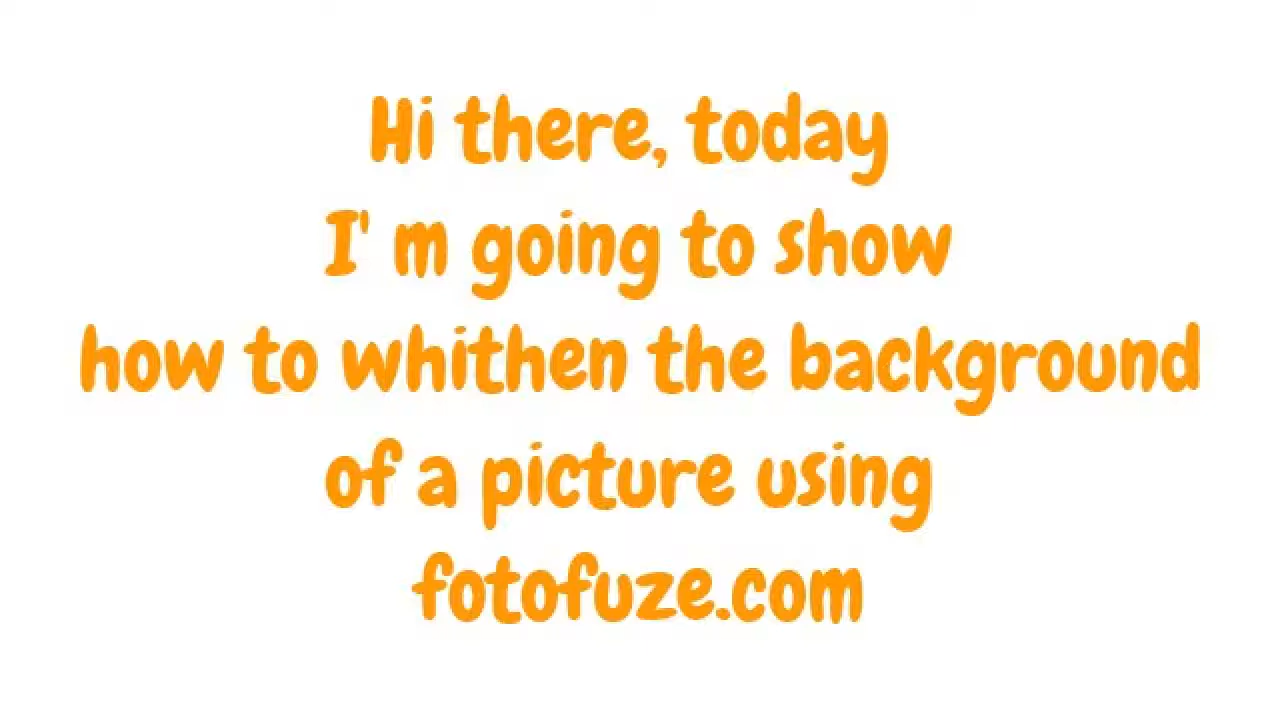 Hi there, today
I' m going to show
how to whithen the background
of a picture using
fotofuze.com